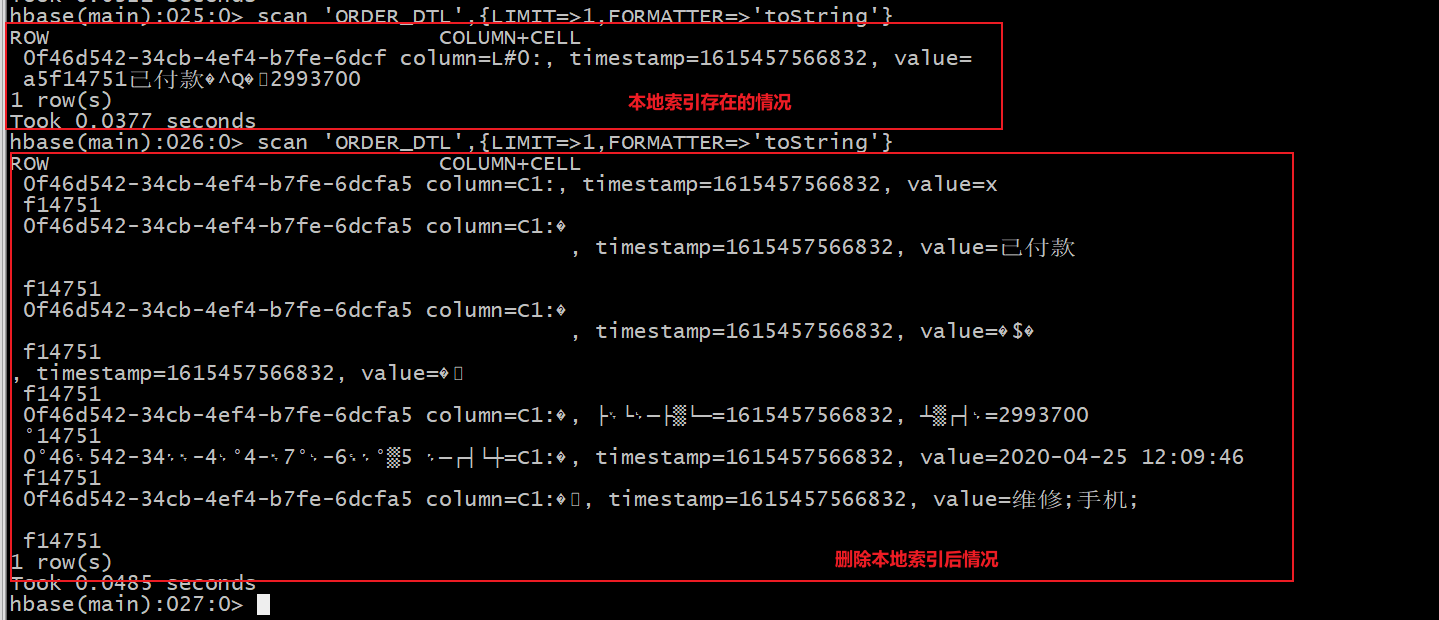 hbase(main):025:0> scan 'ORDER_DTL',{LIMIT=>1,FORMATTER=>'toString'}
ROW COLUMN+CELL
0f46d542-34cb-4ef4-b7fe-6dcf column=L#0:, timestamp=1615457566832, value=
a5f14751已付款�^Q�▯2993700
1 row(s)
本地索引存在的情况
Took 0.0377 seconds
hbase(main):026:0> scan 'ORDER_DTL',{LIMIT=>1,FORMATTER=>'toString'}
ROW COLUMN+CELL
0f46d542-34cb-4ef4-b7fe-6dcfa5 column=C1:, timestamp=1615457566832, value=x
f14751
0f46d542-34cb-4ef4-b7fe-6dcfa5 column=C1:�
, timestamp=1615457566832, value=已付款
f14751
0f46d542-34cb-4ef4-b7fe-6dcfa5 column=C1:�
, timestamp=1615457566832, value=�$�
f14751
, timestamp=1615457566832, value=�▯
f14751
0f46d542-34cb-4ef4-b7fe-6dcfa5 column=C1:�, =1615457566832, =2993700
°14751
column=C1:�, timestamp=1615457566832, value=2020-04-25 12:09:46
f14751
0f46d542-34cb-4ef4-b7fe-6dcfa5 column=C1:�▯, timestamp=1615457566832, value=维修;手机;
f14751
1 row(s)
删除本地索引后情况
Took 0.0485 seconds
hbase(main):027:0>